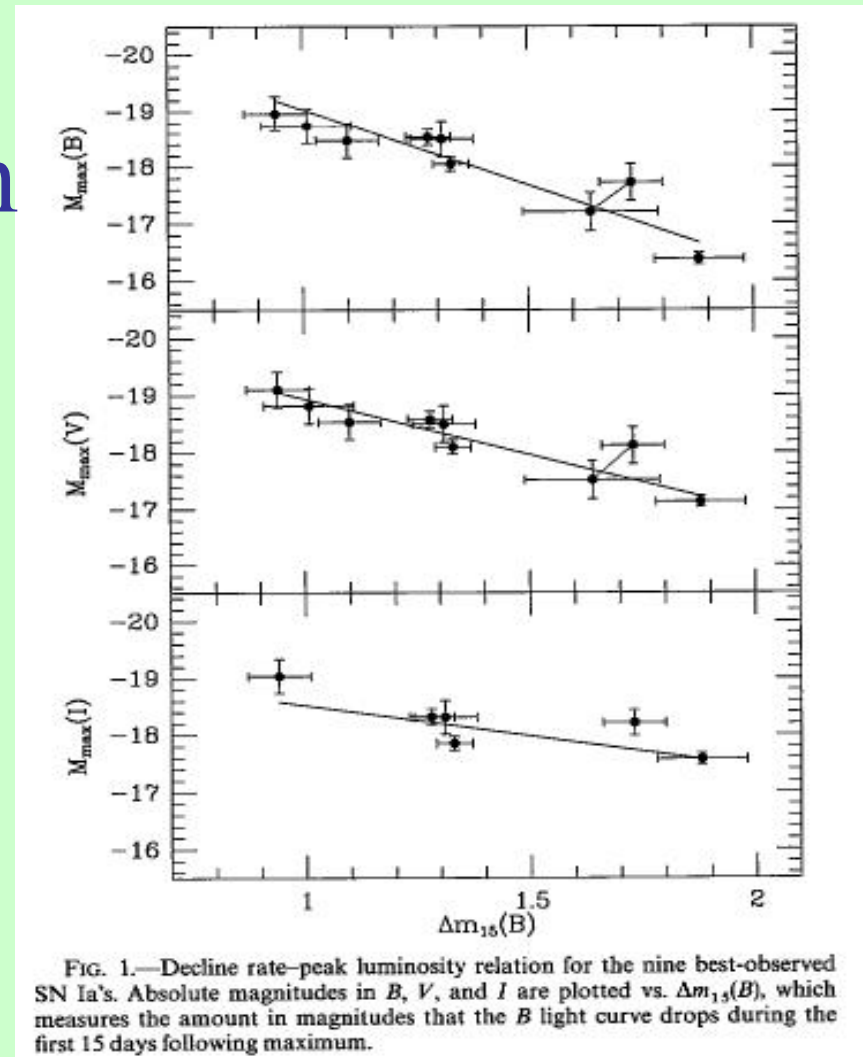 n
-20
-19
-18
-17
-16
M_max(B)
-20
-19
-18
-17
-16
M_max(V)
-20
-19
-18
-17
-16
M_max(I)
1 1.5 2
Δm₁₅(B)
FIG. 1.—Decline rate–peak luminosity relation for the nine best-observed
SN Ia's. Absolute magnitudes in B, V, and I are plotted vs. Δm₁₅(B), which
measures the amount in magnitudes that the B light curve drops during the
first 15 days following maximum.